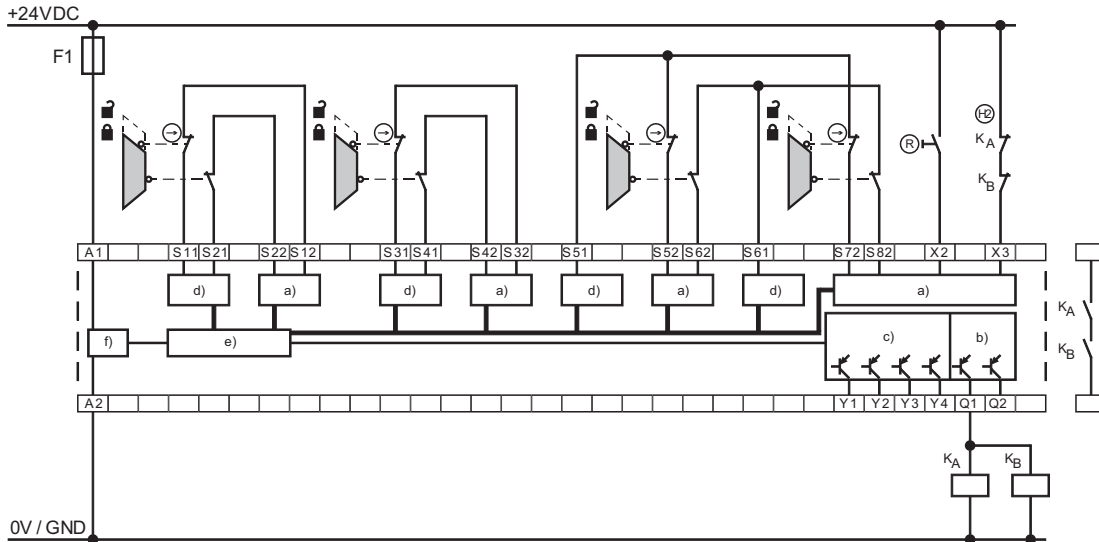 +24VDC
F1
H2
R
KA
KB
A1 S11 S21 S22 S12 S31 S41 S42 S32 S51 S52 S62 S61 S72 S82 X2 X3
d) a) d) a) d) a) d) a)
KA
KB
f) e) c) b)
A2 Y1 Y2 Y3 Y4 Q1 Q2
KA KB
0V / GND